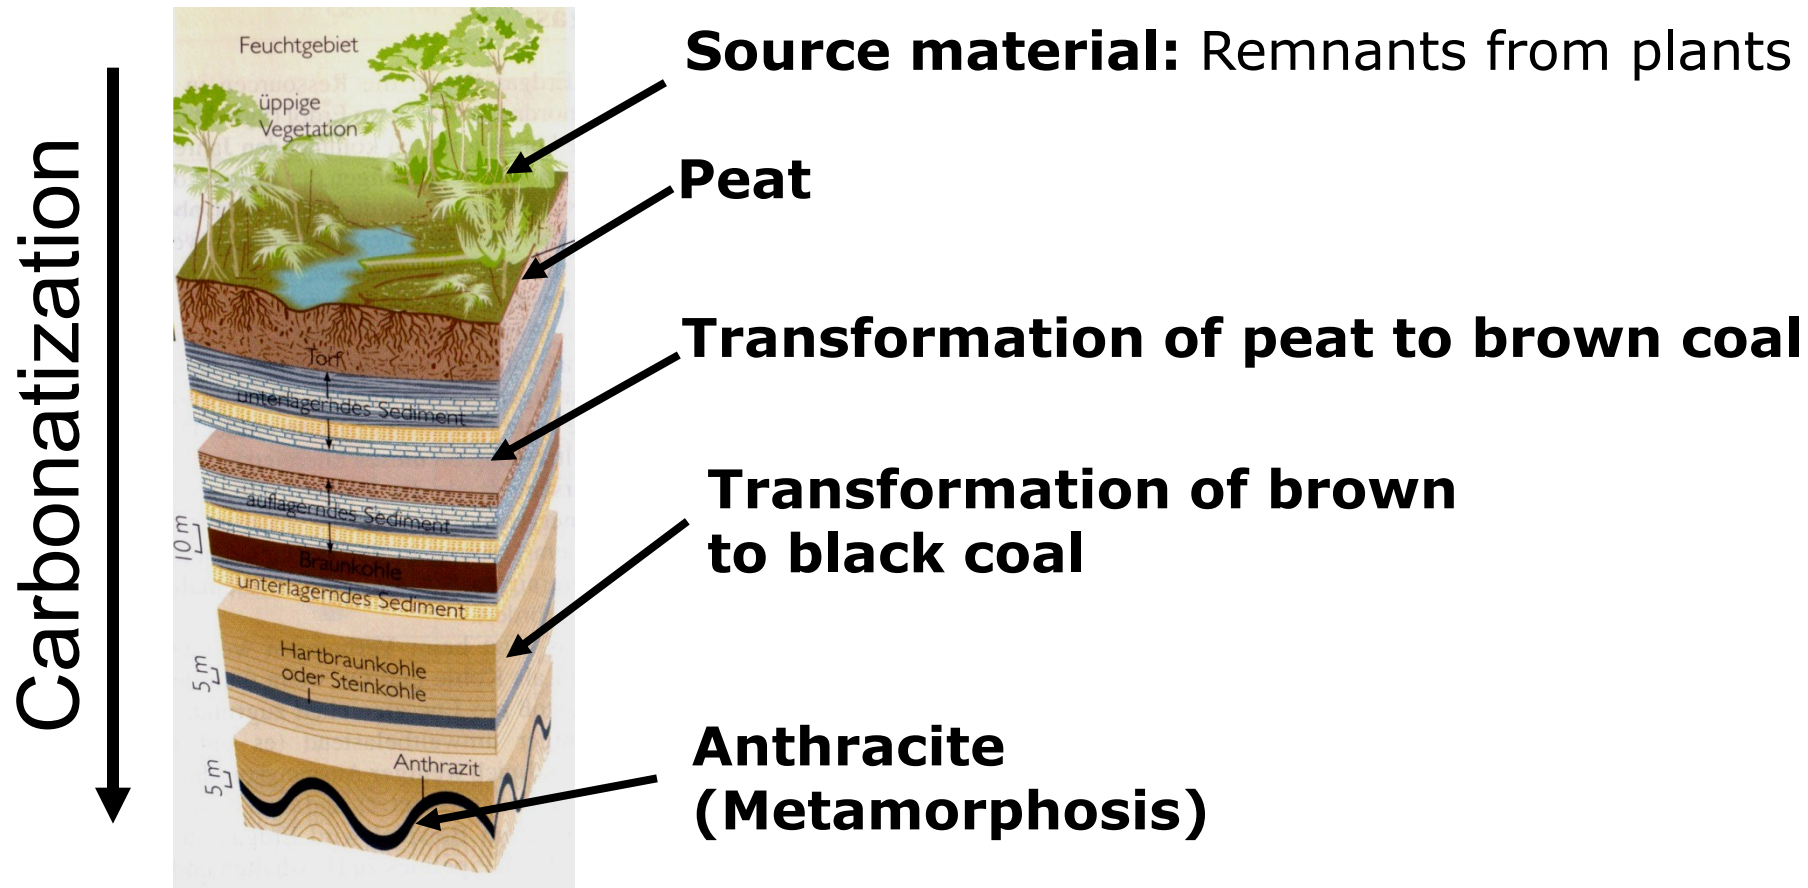 Carbonatization
Feuchtgebiet
üppige
Vegetation
Torf
unterlagerndes Sediment
auflagerndes Sediment
10 m
Braunkohle
unterlagerndes Sediment
Hartbraunkohle
oder Steinkohle
5 m
Anthrazit
5 m
Source material: Remnants from plants
Peat
Transformation of peat to brown coal
Transformation of brown
to black coal
Anthracite
(Metamorphosis)